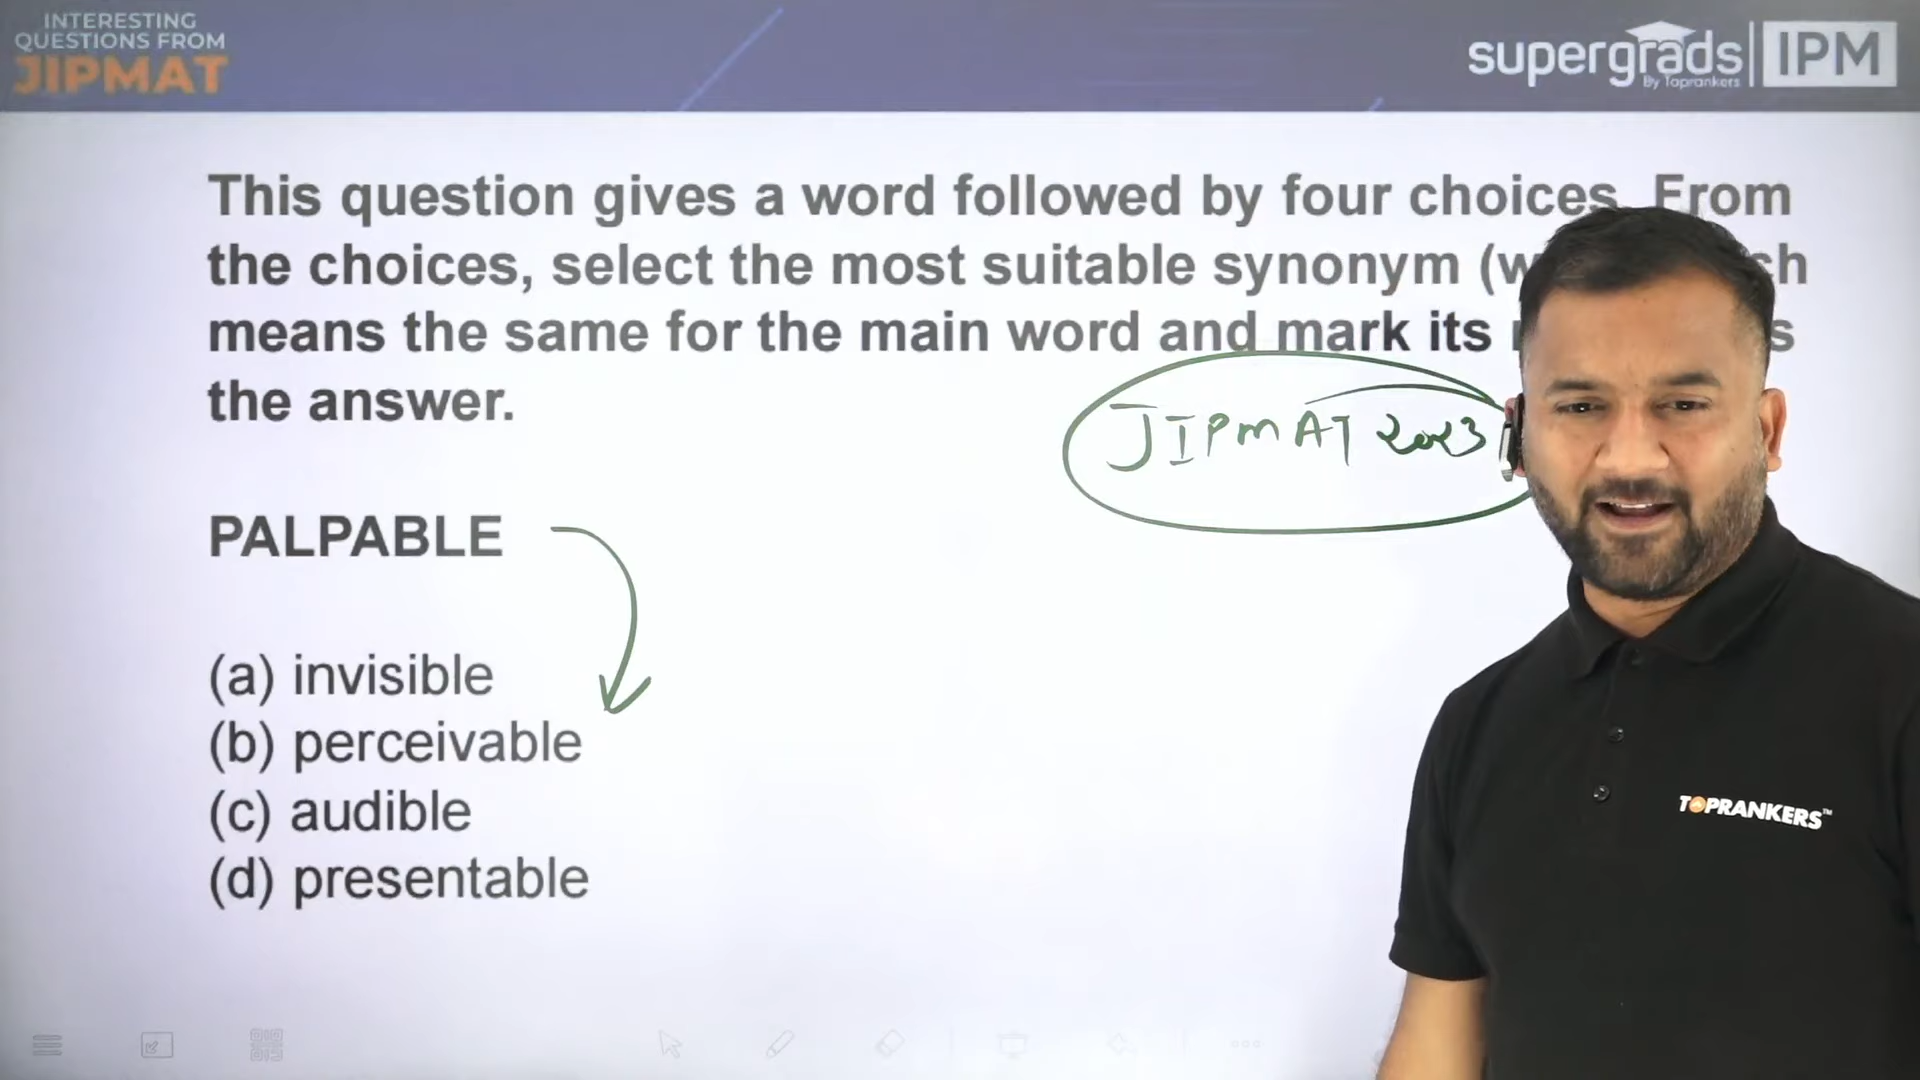 INTERESTING
QUESTIONS FROM
JIPMAT
supergrads
By Toprankers
IPM
This question gives a word followed by four choices. From
the choices, select the most suitable synonym
means the same for the main word and mark its
the answer.
JIPMAT 2023
PALPABLE
(a) invisible
(b) perceivable
(c) audible
(d) presentable
TOPRANKERS™